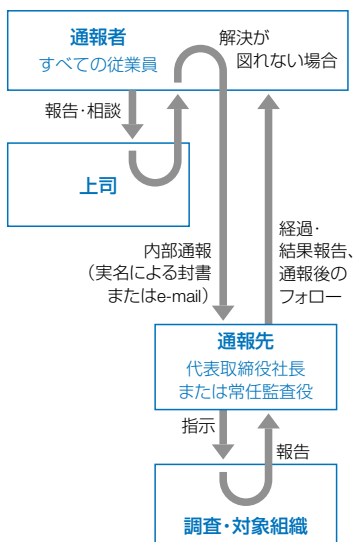 通報者
すべての従業員
解決が
図れない場合
報告・相談
上司
内部通報
（実名による封書
またはe-mail）
経過・
結果報告、
通報後の
フォロー
通報先
代表取締役社長
または常任監査役
指示
報告
調査・対象組織